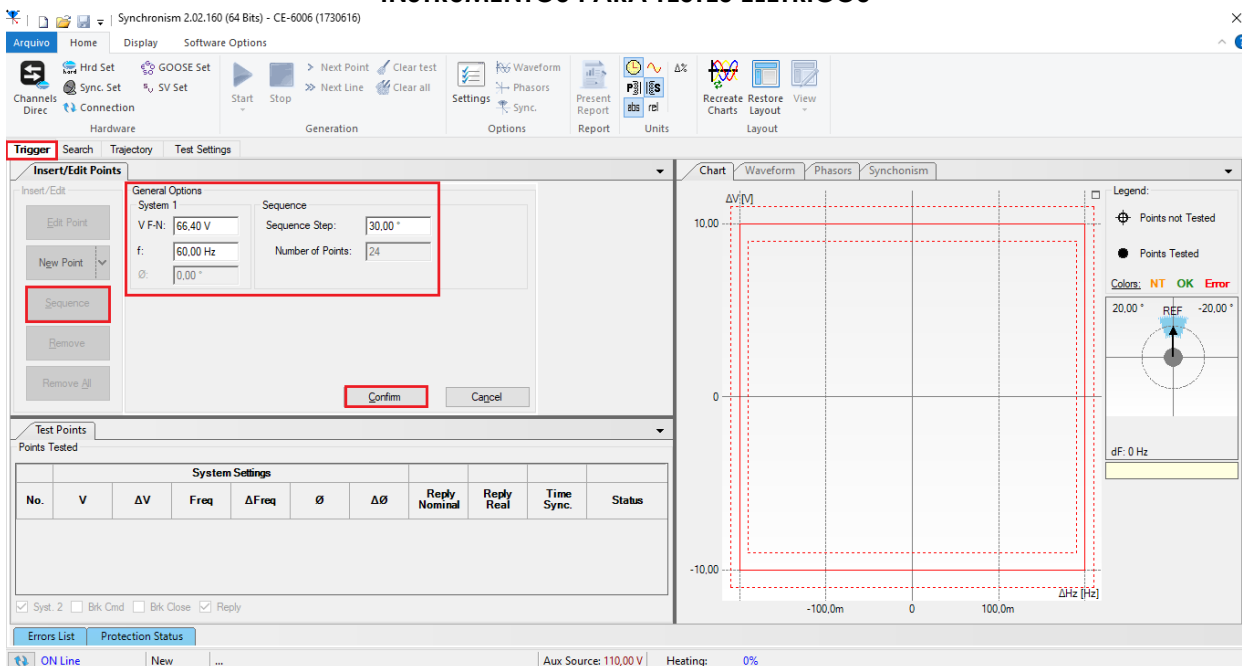 INSTRUMENTOS PARA TESTES ELÉTRICOS
Synchronism 2.02.160 (64 Bits) - CE-6006 (1730616)
Arquivo Home Display Software Options
Channels Direc
Hrd Set
Sync. Set
Connection
GOOSE Set
SV Set
Hardware
Start
Stop
Next Point
Next Line
Clear test
Clear all
Generation
Settings
Waveform
Phasors
Sync.
Options
Present Report
Report
abs rel
Δ%
Units
Recreate Charts
Restore Layout
View
Layout
Trigger Search Trajectory Test Settings
Insert/Edit Points
Insert/Edit
Edit Point
New Point
Sequence
Remove
Remove All
General Options
System 1
V F-N: 66,40 V
f: 60,00 Hz
Ø: 0,00 °
Sequence
Sequence Step: 30,00 °
Number of Points: 24
Confirm Cancel
Test Points
Points Tested
System Settings
No. V ΔV Freq ΔFreq Ø ΔØ Reply Nominal Reply Real Time Sync. Status
Syst. 2 Brk Cmd Brk Close Reply
Chart Waveform Phasors Synchonism
ΔV[V]
10,00
0
-10,00
-100,0m 0 100,0m
ΔHz [Hz]
Legend:
Points not Tested
Points Tested
Colors: NT OK Error
20,00 ° REF -20,00 °
dF: 0 Hz
Errors List Protection Status
ON Line New ... Aux Source: 110,00 V Heating: 0%